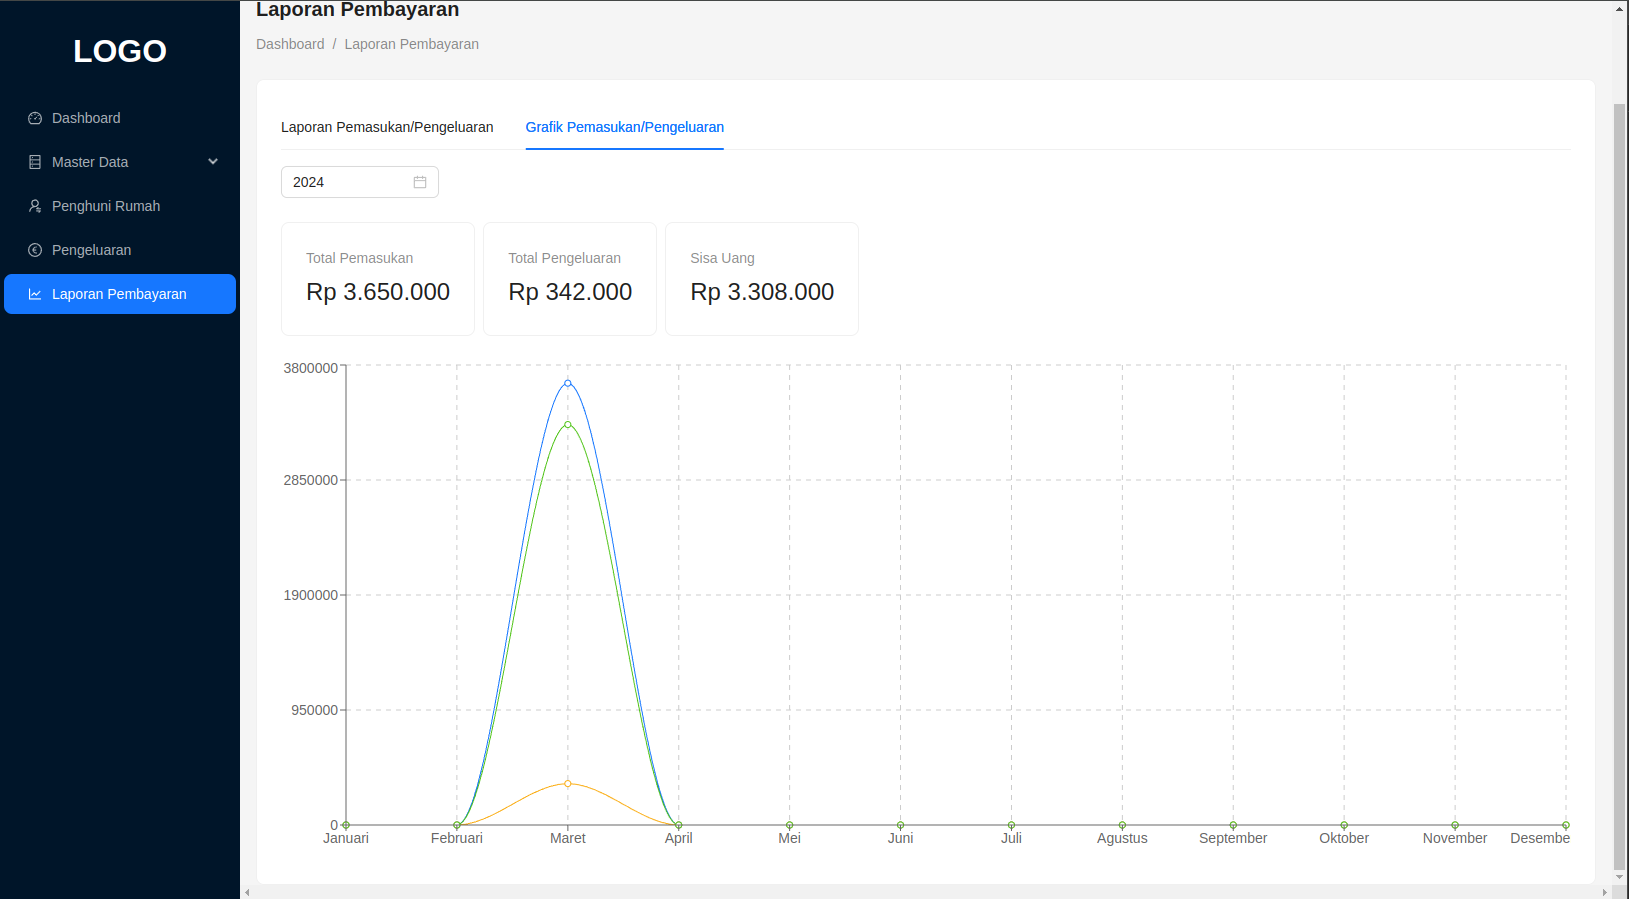 LOGO
Dashboard
Master Data
Penghuni Rumah
Pengeluaran
Laporan Pembayaran
Laporan Pembayaran
Dashboard / Laporan Pembayaran
Laporan Pemasukan/Pengeluaran Grafik Pemasukan/Pengeluaran
2024
Total Pemasukan
Rp 3.650.000
Total Pengeluaran
Rp 342.000
Sisa Uang
Rp 3.308.000
3800000
2850000
1900000
950000
0
Januari Februari Maret April Mei Juni Juli Agustus September Oktober November Desembe